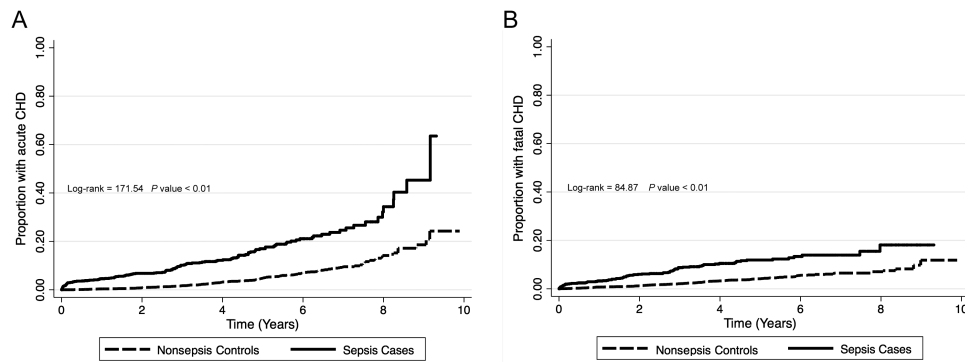 A
Proportion with acute CHD
1.00
0.80
0.60
0.40
0.20
0.00
Log-rank = 171.54 P value < 0.01
0 2 4 6 8 10
Time (Years)
Nonsepsis Controls Sepsis Cases
B
Proportion with fatal CHD
1.00
0.80
0.60
0.40
0.20
0.00
Log-rank = 84.87 P value < 0.01
0 2 4 6 8 10
Time (Years)
Nonsepsis Controls Sepsis Cases